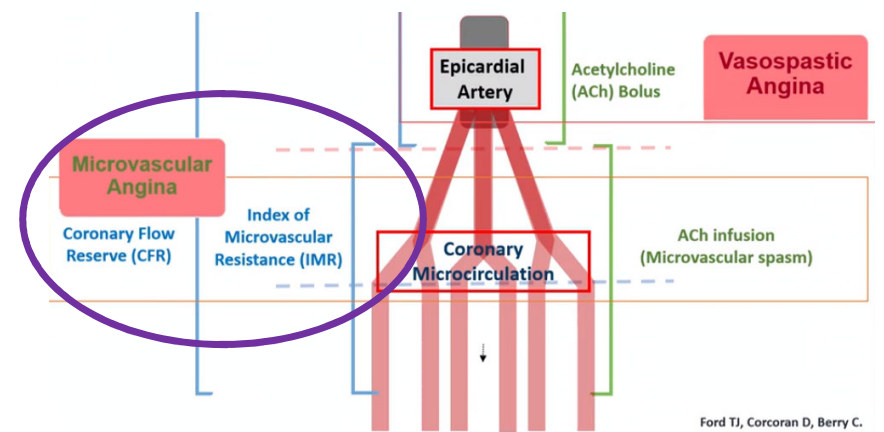 Epicardial
Artery
Acetylcholine
(ACh) Bolus
Vasospastic
Angina
Microvascular
Angina
Coronary Flow
Reserve (CFR)
Index of
Microvascular
Resistance (IMR)
Coronary
Microcirculation
ACh infusion
(Microvascular spasm)
Ford TJ, Corcoran D, Berry C.